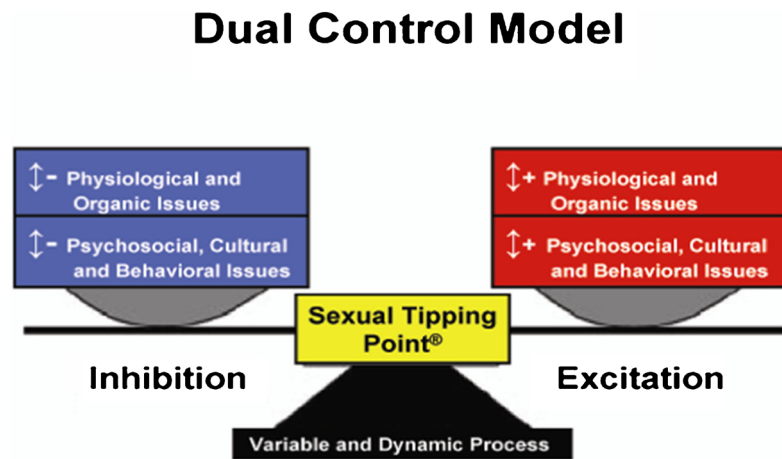 Dual Control Model
↕- Physiological and
Organic Issues
↕- Psychosocial, Cultural
and Behavioral Issues
↕+ Physiological and
Organic Issues
↕+ Psychosocial, Cultural
and Behavioral Issues
Sexual Tipping
Point®
Inhibition
Excitation
Variable and Dynamic Process